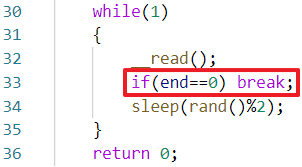 30 while(1)
31 {
32 __read();
33 if(end==0) break;
34 sleep(rand()%2);
35 }
36 return 0;